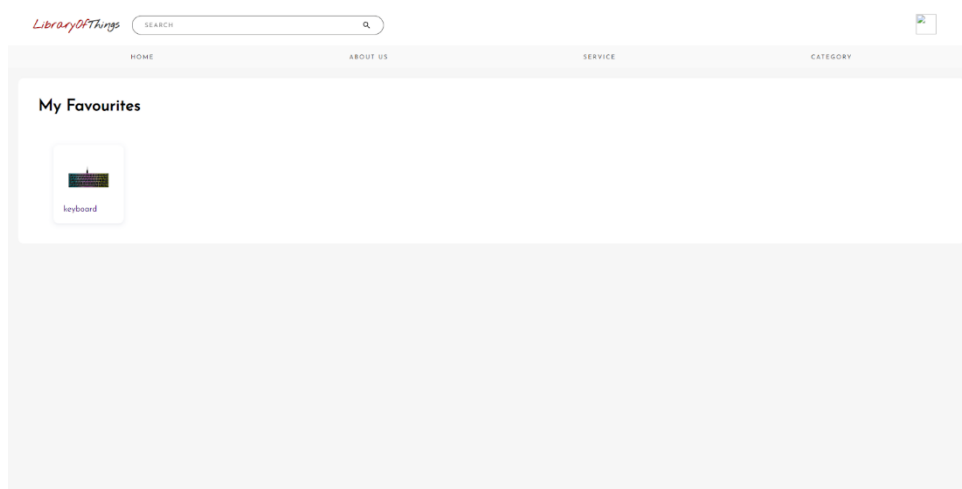 LibraryOfThings
SEARCH
HOME ABOUT US SERVICE CATEGORY
My Favourites
keyboard